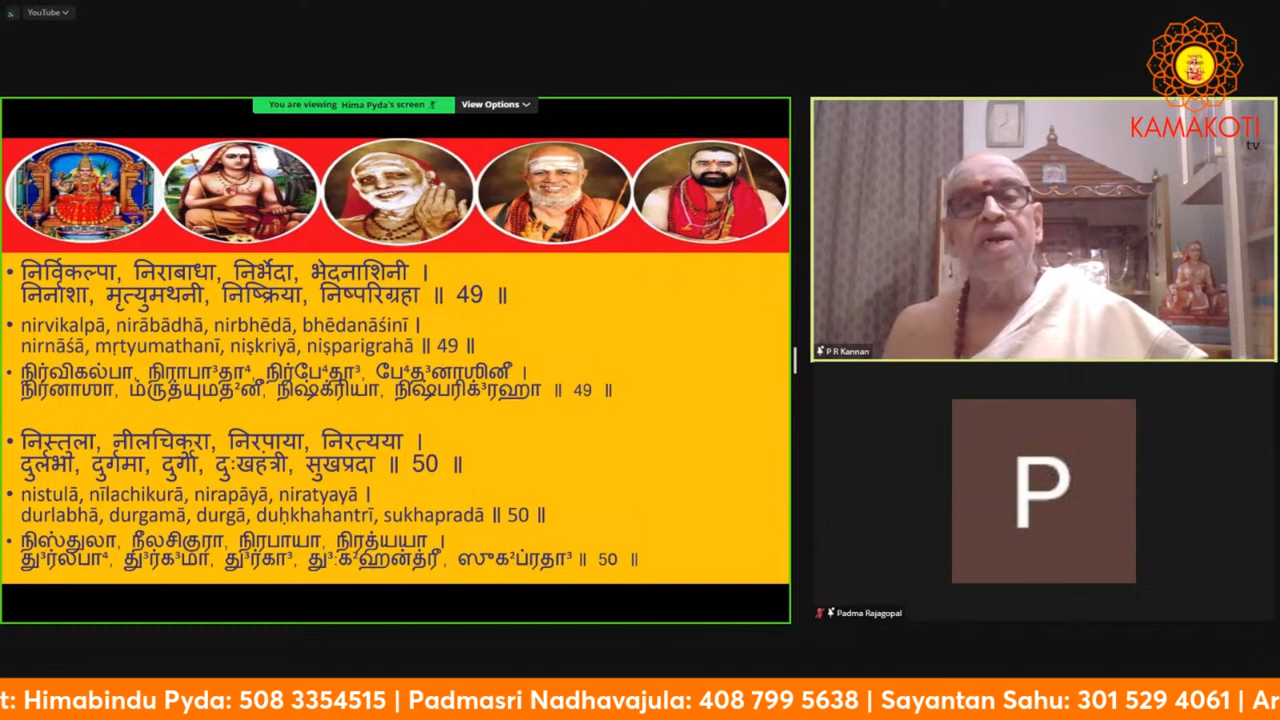 YouTube
KAMAKOTI
tv
You are viewing Hima Pyda's screen
View Options
• निर्विकल्पा, निराबाधा, निर्भेदा, भेदनाशिनी ।
निर्नाशा, मृत्युमथनी, निष्क्रिया, निष्परिग्रहा ॥ 49 ॥
• nirvikalpā, nirābādhā, nirbhēdā, bhēdanāśinī |
nirnāśā, mṛtyumathanī, niṣkriyā, niṣparigrahā ॥ 49 ॥
• நிர்விகல்பா, நிராபா³தா⁴, நிர்பே⁴தா³, பே⁴த³னாஶினீ ।
நிர்னாஶா, ம்ருத்யுமத²னீ, நிஷ்க்ரியா, நிஷ்பரிக்³ரஹா ॥ 49 ॥
• निस्तुला, नीलचिकुरा, निरपाया, निरत्यया ।
दुर्लभा, दुर्गमा, दुर्गा, दुःखहन्त्री, सुखप्रदा ॥ 50 ॥
• nistulā, nīlachikurā, nirapāyā, niratyayā |
durlabhā, durgamā, durgā, duḥkhahantrī, sukhapradā ॥ 50 ॥
• நிஸ்துலா, நீலசிகுரா, நிரபாயா, நிரத்யயா ।
து³ர்லபா⁴, து³ர்க³மா, து³ர்கா³, து³:க²ஹன்த்ரீ, ஸுக²ப்ரதா³ ॥ 50 ॥
P R Kannan
P
Padma Rajagopal
t: Himabindu Pyda: 508 3354515 | Padmasri Nadhavajula: 408 799 5638 | Sayantan Sahu: 301 529 4061 | Ar